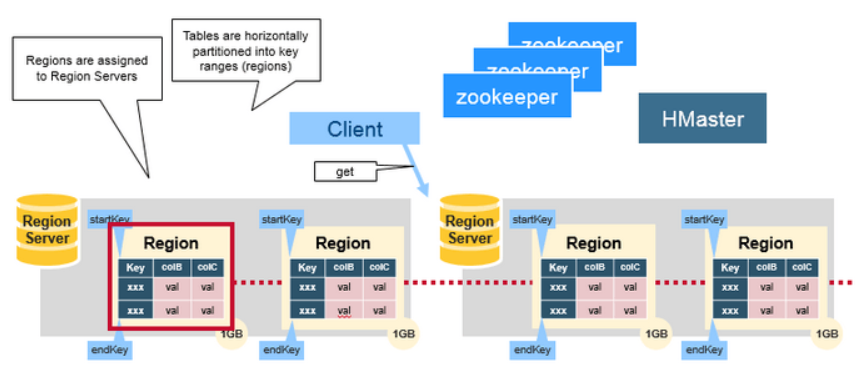 Regions are assigned
to Region Servers
Tables are horizontally
partitioned into key
ranges (regions)
zookeeper
zookeeper
zookeeper
HMaster
Client
get
Region
Server
startKey
Region
Key colB colC
xxx val val
xxx val val
1GB
endKey
startKey
Region
Key colB colC
xxx val val
xxx val val
1GB
endKey
Region
Server
startKey
Region
Key colB colC
xxx val val
xxx val val
1GB
endKey
startKey
Region
Key colB colC
xxx val val
xxx val val
1GB
endKey